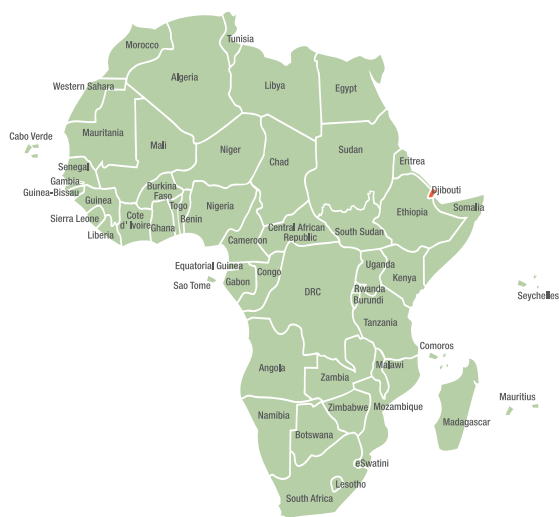 Tunisia
Morocco
Algeria
Libya
Egypt
Western Sahara
Mauritania
Mali
Niger
Chad
Sudan
Eritrea
Cabo Verde
Senegal
Gambia
Guinea-Bissau
Guinea
Burkina
Faso
Togo
Benin
Nigeria
Djibouti
Somalia
Ethiopia
Sierra Leone
Liberia
Cote
d' Ivoire
Ghana
Central African
Republic
South Sudan
Cameroon
Equatorial Guinea
Sao Tome
Gabon
Congo
DRC
Uganda
Kenya
Rwanda
Burundi
Tanzania
Seychelles
Comoros
Angola
Zambia
Malawi
Mozambique
Zimbabwe
Namibia
Botswana
Madagascar
Mauritius
eSwatini
Lesotho
South Africa